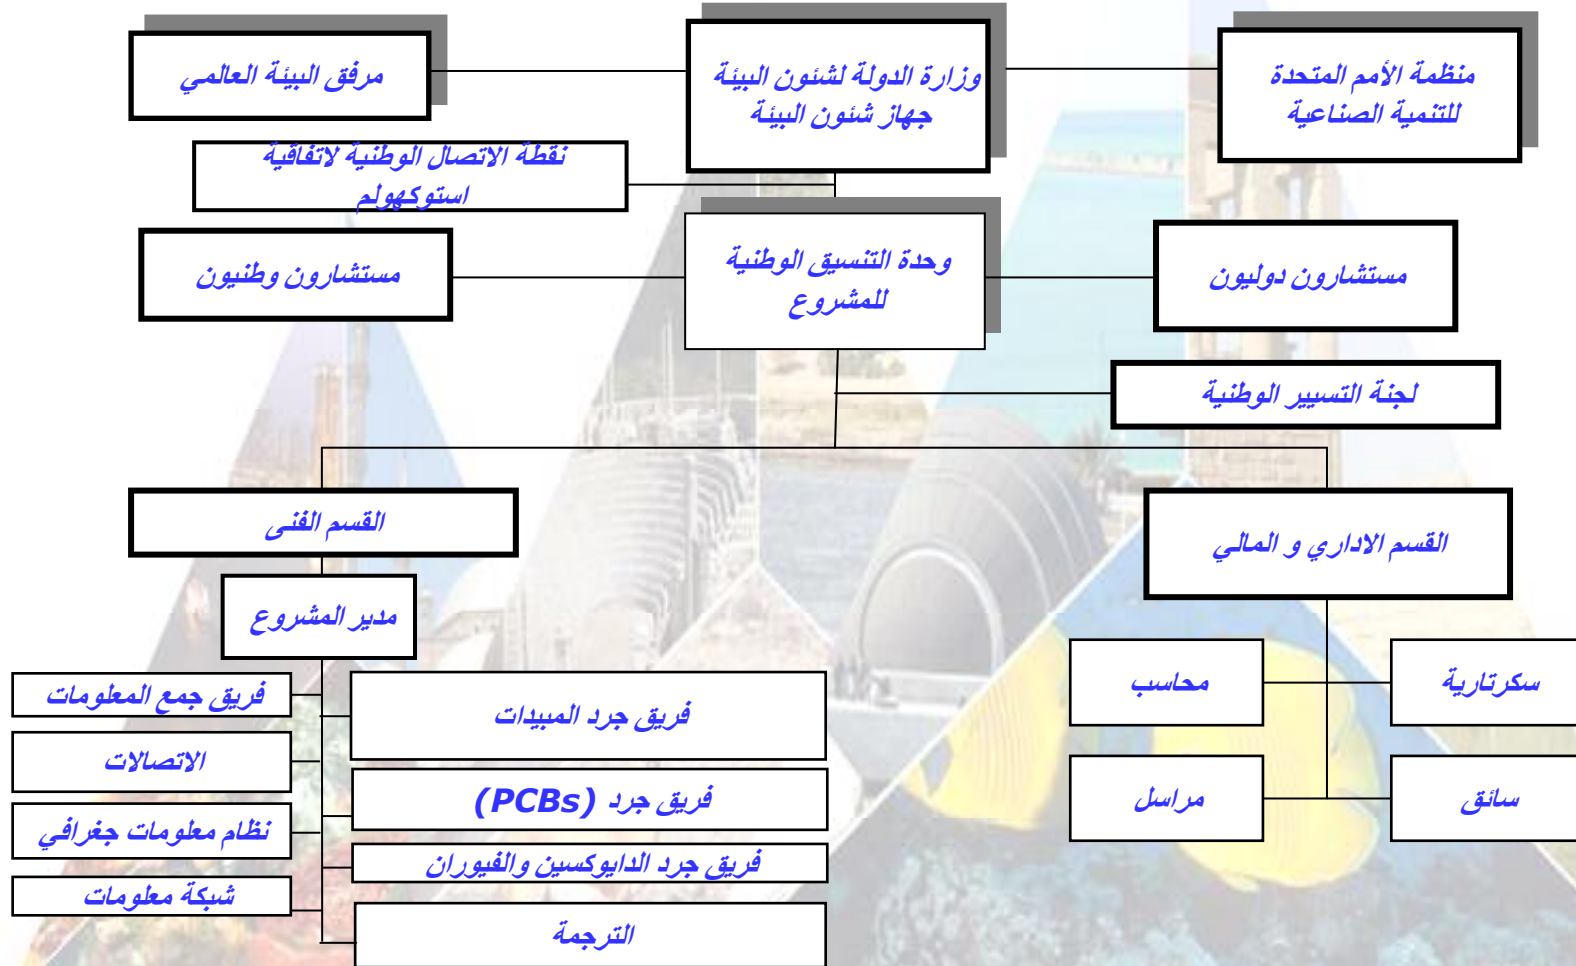 منظمة الأمم المتحدة
للتنمية الصناعية
وزارة الدولة لشئون البيئة
جهاز شئون البيئة
مرفق البيئة العالمي
نقطة الاتصال الوطنية لاتفاقية
استوكهولم
مستشارون دوليون
وحدة التنسيق الوطنية
للمشروع
مستشارون وطنيون
لجنة التسيير الوطنية
القسم الاداري و المالي
القسم الفنى
مدير المشروع
سكرتارية
محاسب
سائق
مراسل
فريق جرد المبيدات
فريق جرد (PCBs)
فريق جرد الدايوكسين والفيوران
الترجمة
فريق جمع المعلومات
الاتصالات
نظام معلومات جغرافي
شبكة معلومات